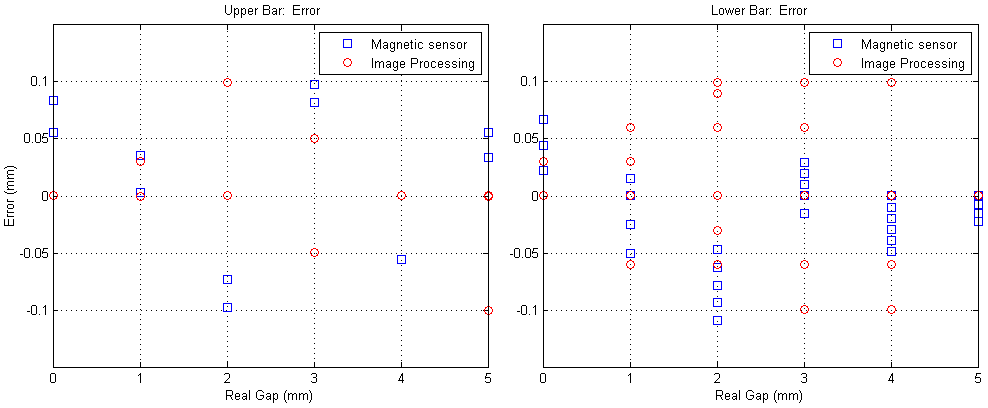 Upper Bar:  Error
Magnetic sensor
Image Processing
0.1
0.05
0
-0.05
-0.1
Error (mm)
0 1 2 3 4 5
Real Gap (mm)
Lower Bar:  Error
Magnetic sensor
Image Processing
0.1
0.05
0
-0.05
-0.1
0 1 2 3 4 5
Real Gap (mm)